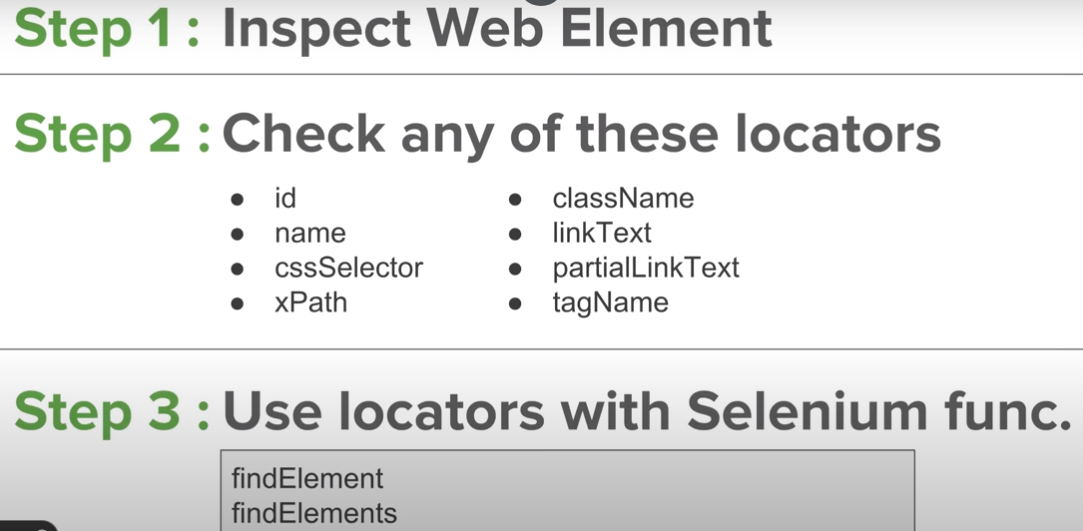 Step 1 : Inspect Web Element
Step 2 : Check any of these locators
● id
● name
● cssSelector
● xPath
● className
● linkText
● partialLinkText
● tagName
Step 3 : Use locators with Selenium func.
findElement
findElements